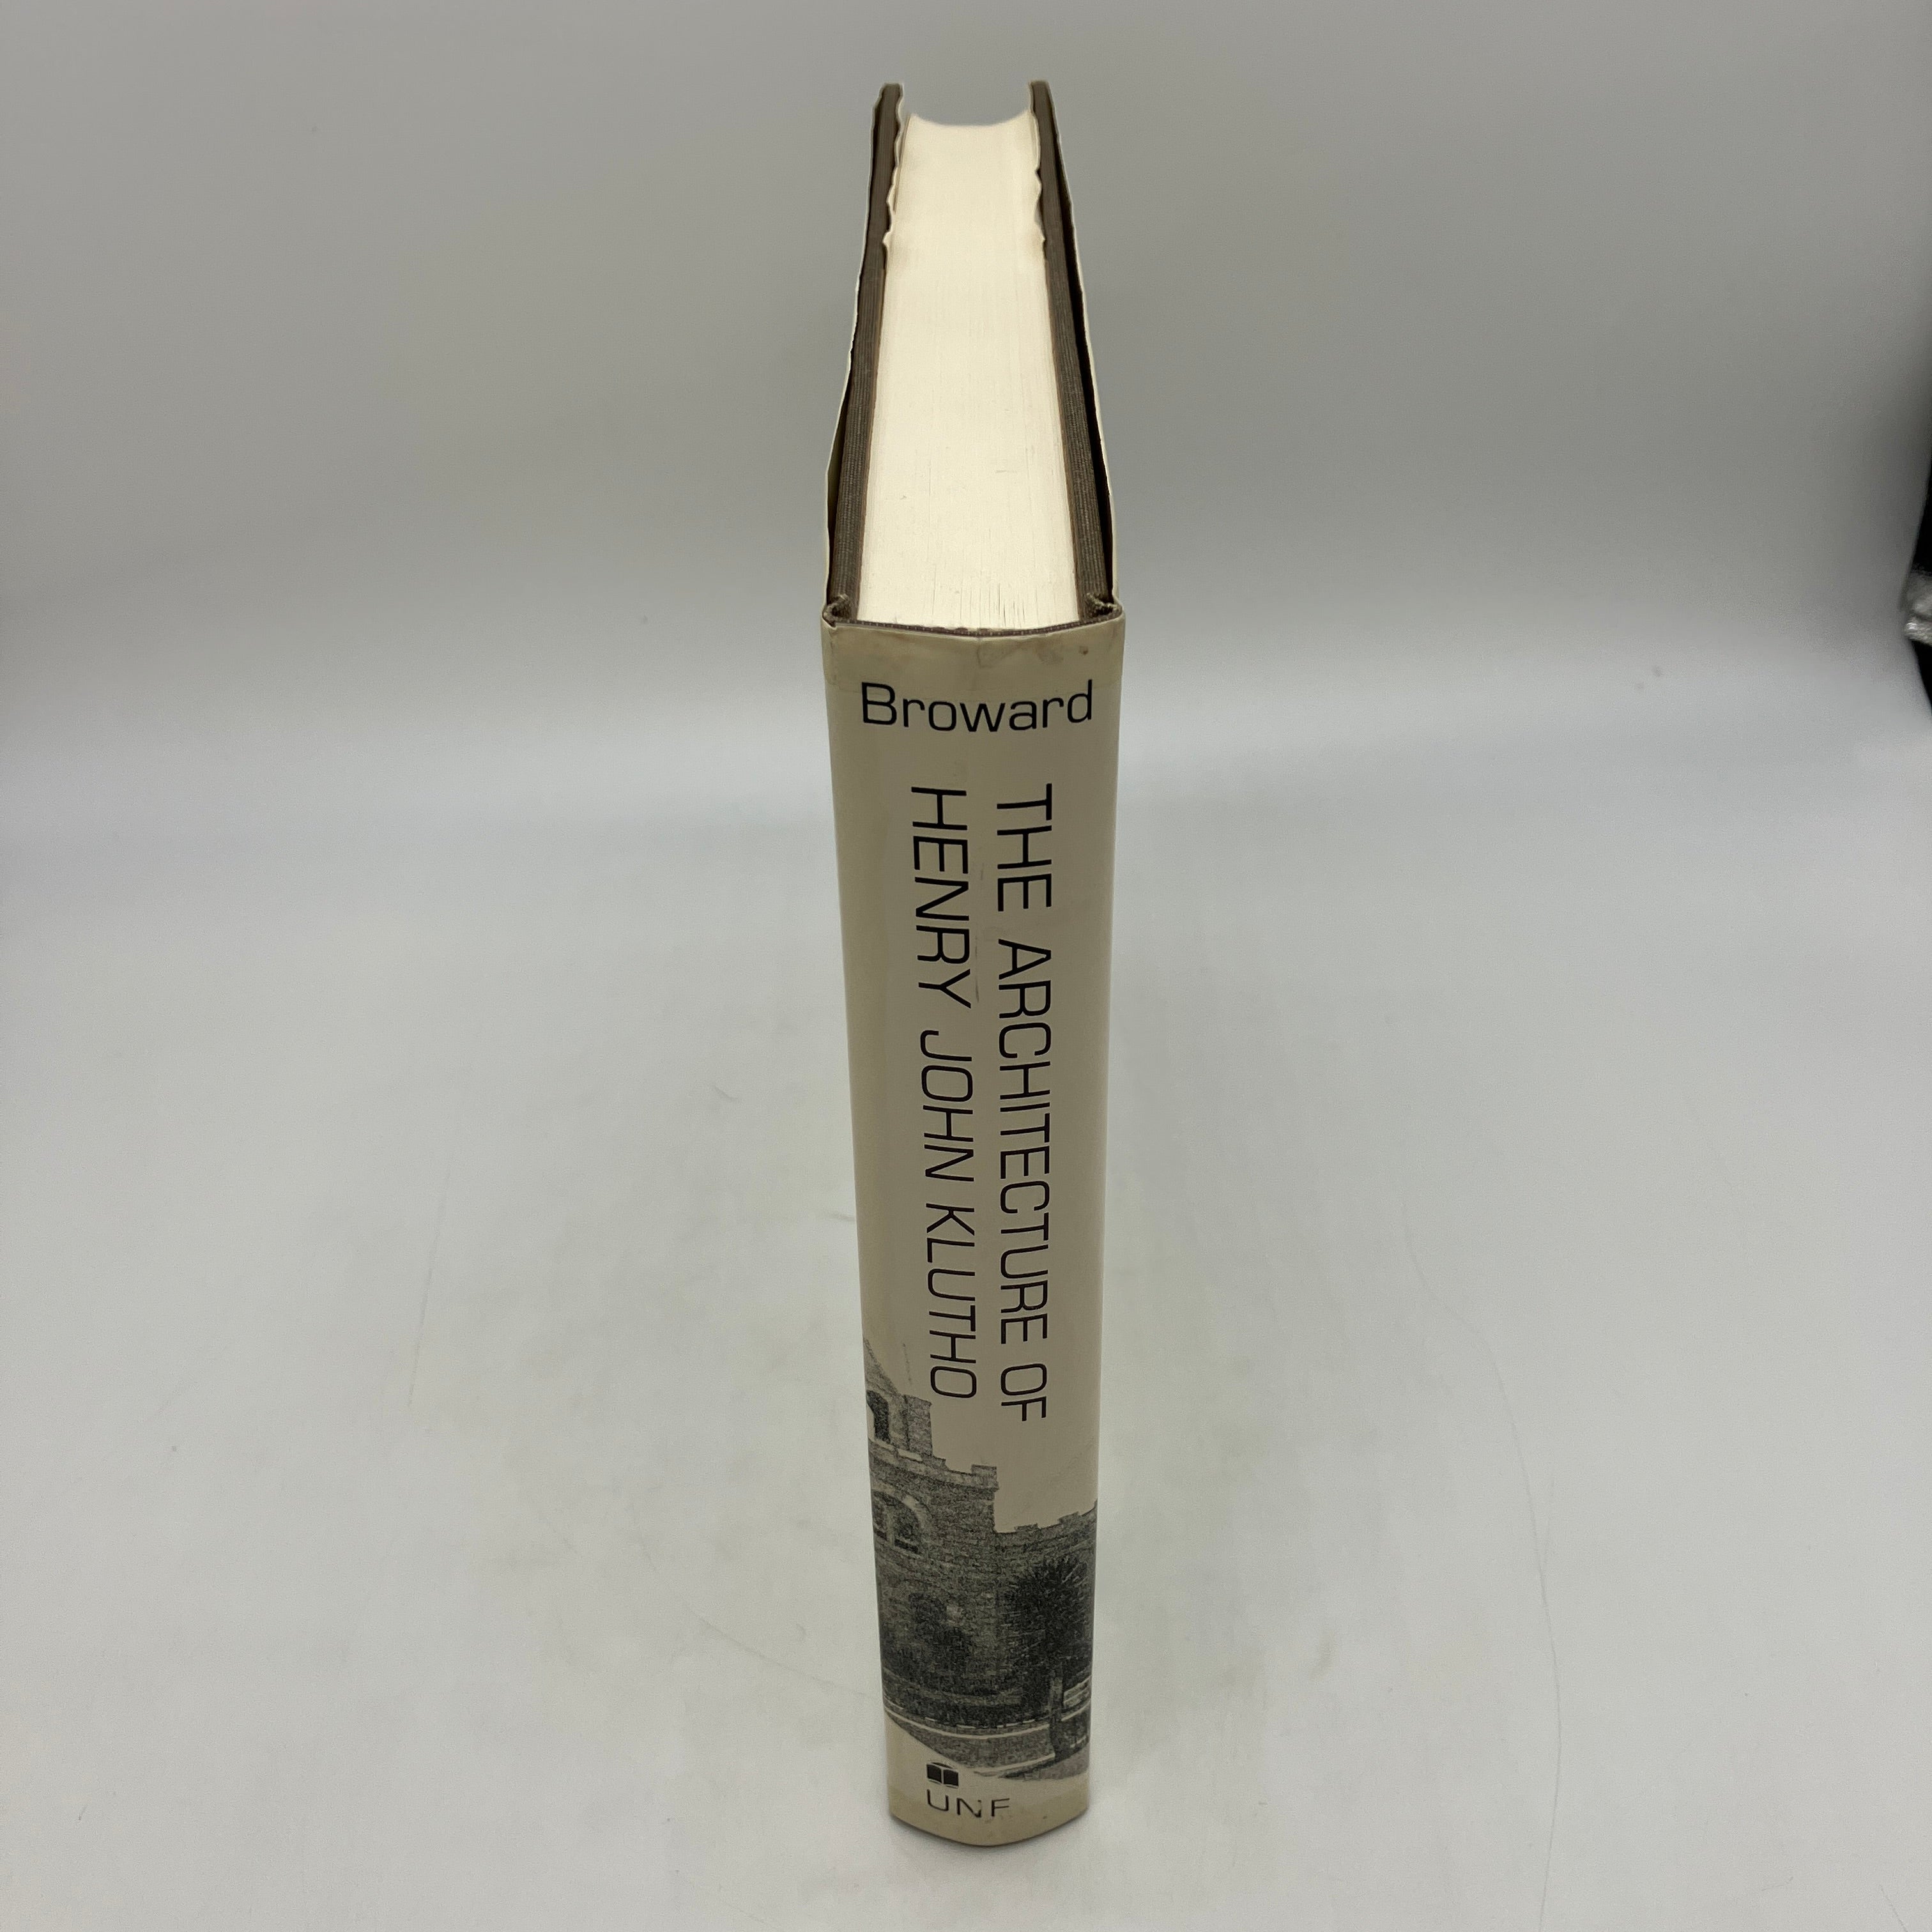 Broward
THE ARCHITECTURE OF
HENRY JOHN KLUTHO
UNF